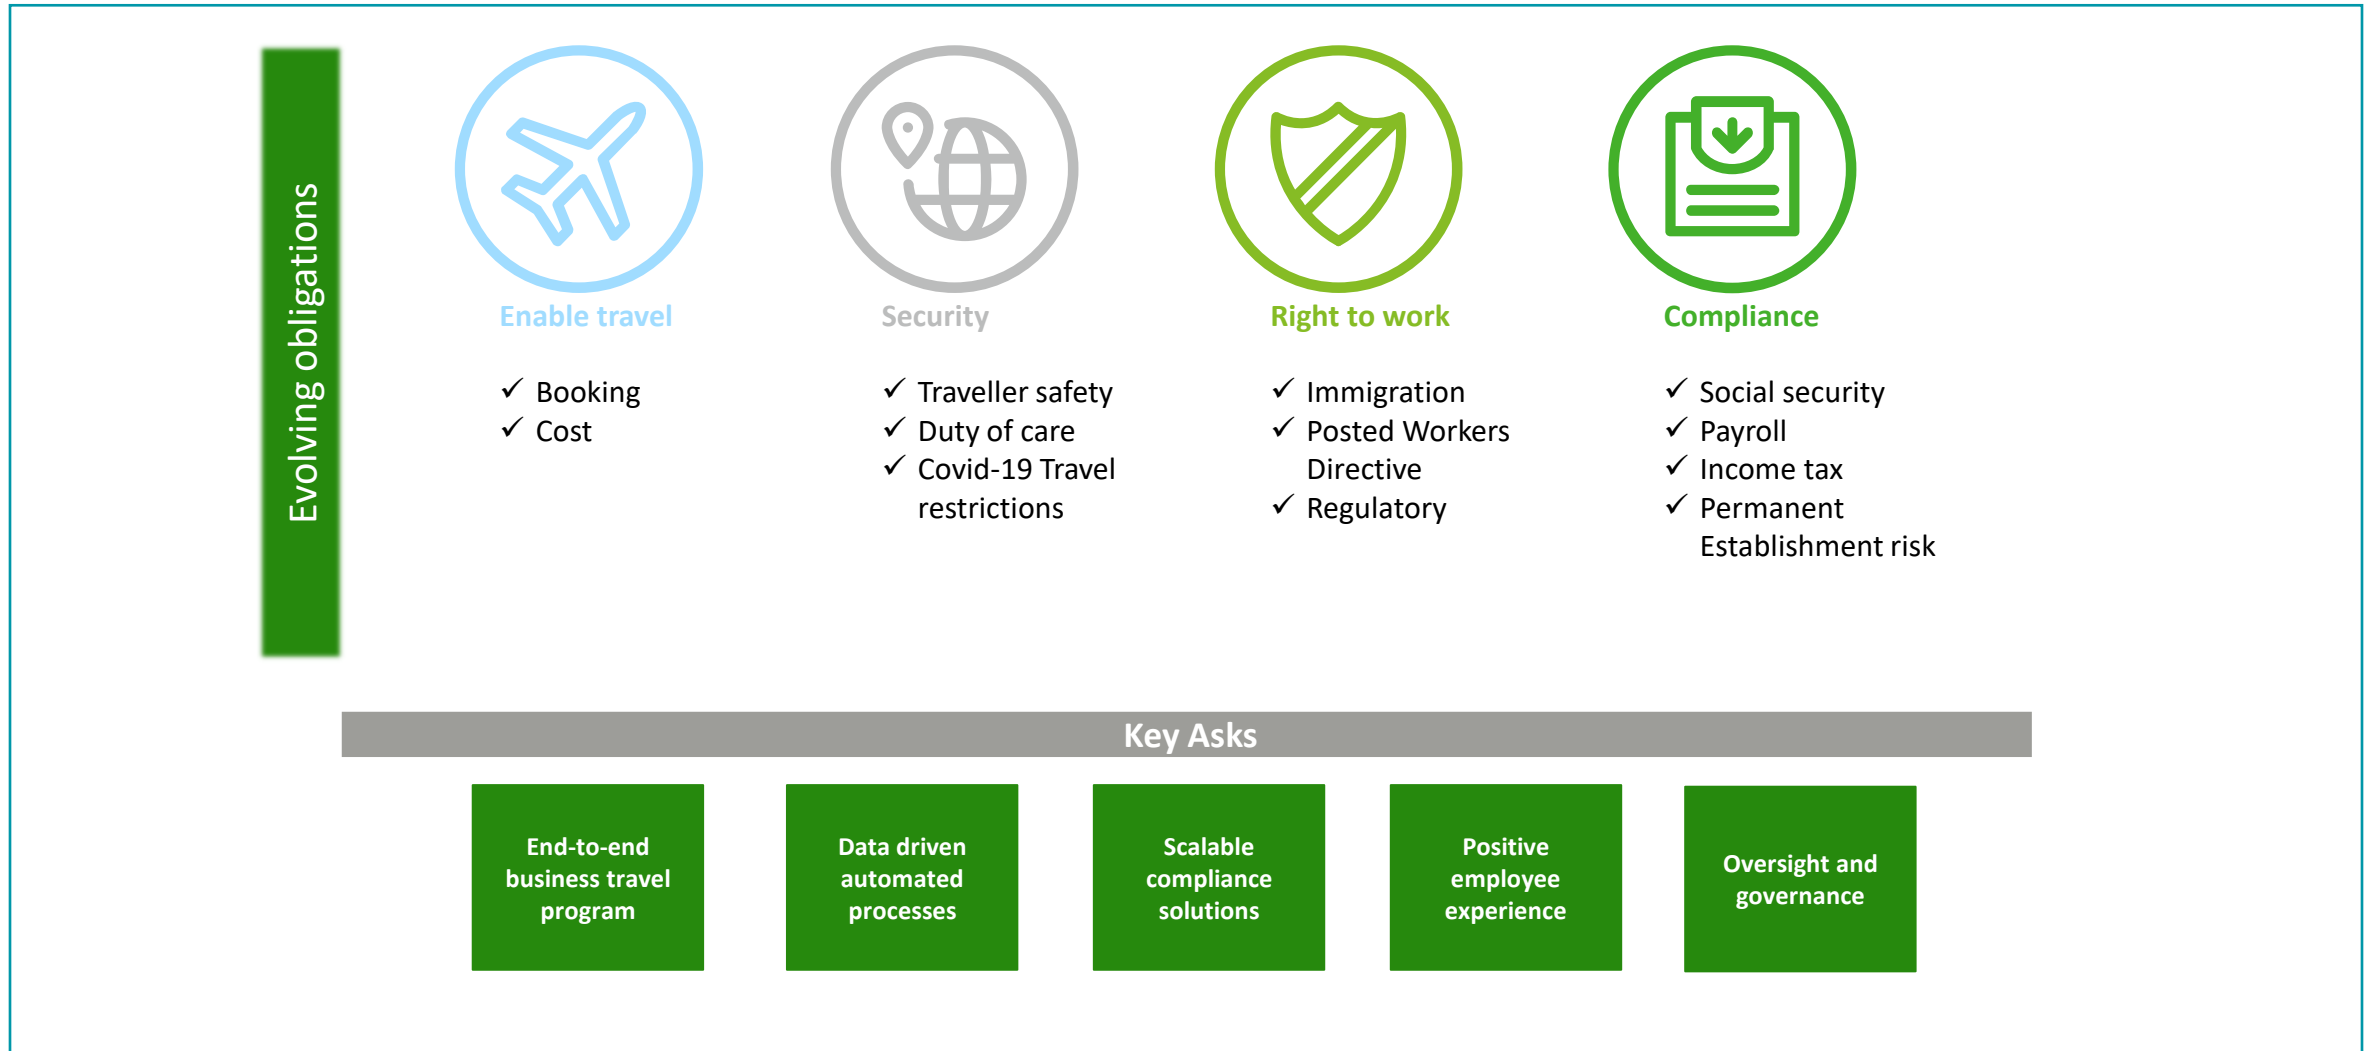 Evolving obligations
Enable travel
✓ Booking
✓ Cost
Security
✓ Traveller safety
✓ Duty of care
✓ Covid-19 Travel
restrictions
Right to work
✓ Immigration
✓ Posted Workers
Directive
✓ Regulatory
Compliance
✓ Social security
✓ Payroll
✓ Income tax
✓ Permanent
Establishment risk
Key Asks
End-to-end
business travel
program
Data driven
automated
processes
Scalable
compliance
solutions
Positive
employee
experience
Oversight and
governance